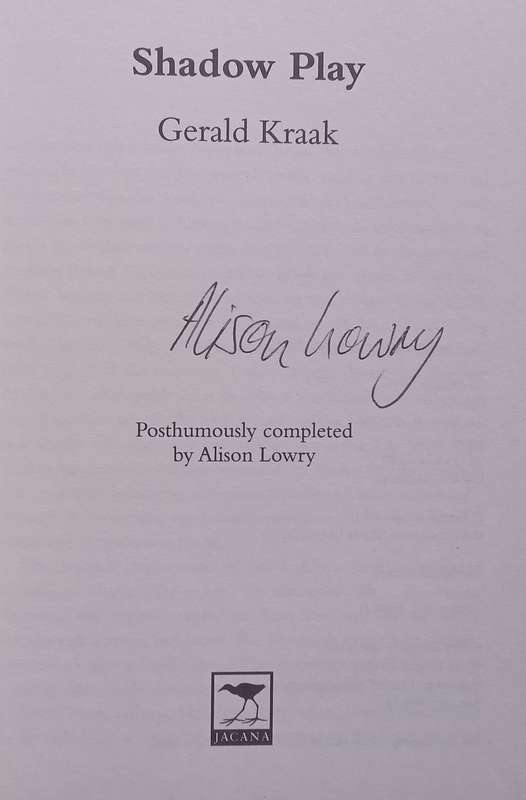 Shadow Play
Gerald Kraak
Alison Lowry
Posthumously completed
by Alison Lowry
JACANA